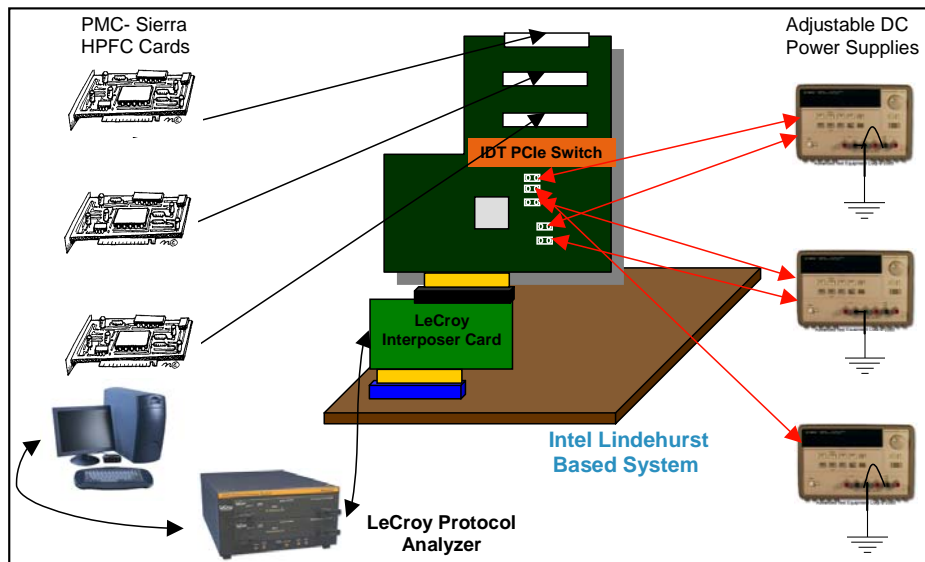 PMC- Sierra
HPFC Cards
Adjustable DC
Power Supplies
IDT PCIe Switch
LeCroy
Interposer Card
Intel Lindehurst
Based System
LeCroy Protocol
Analyzer